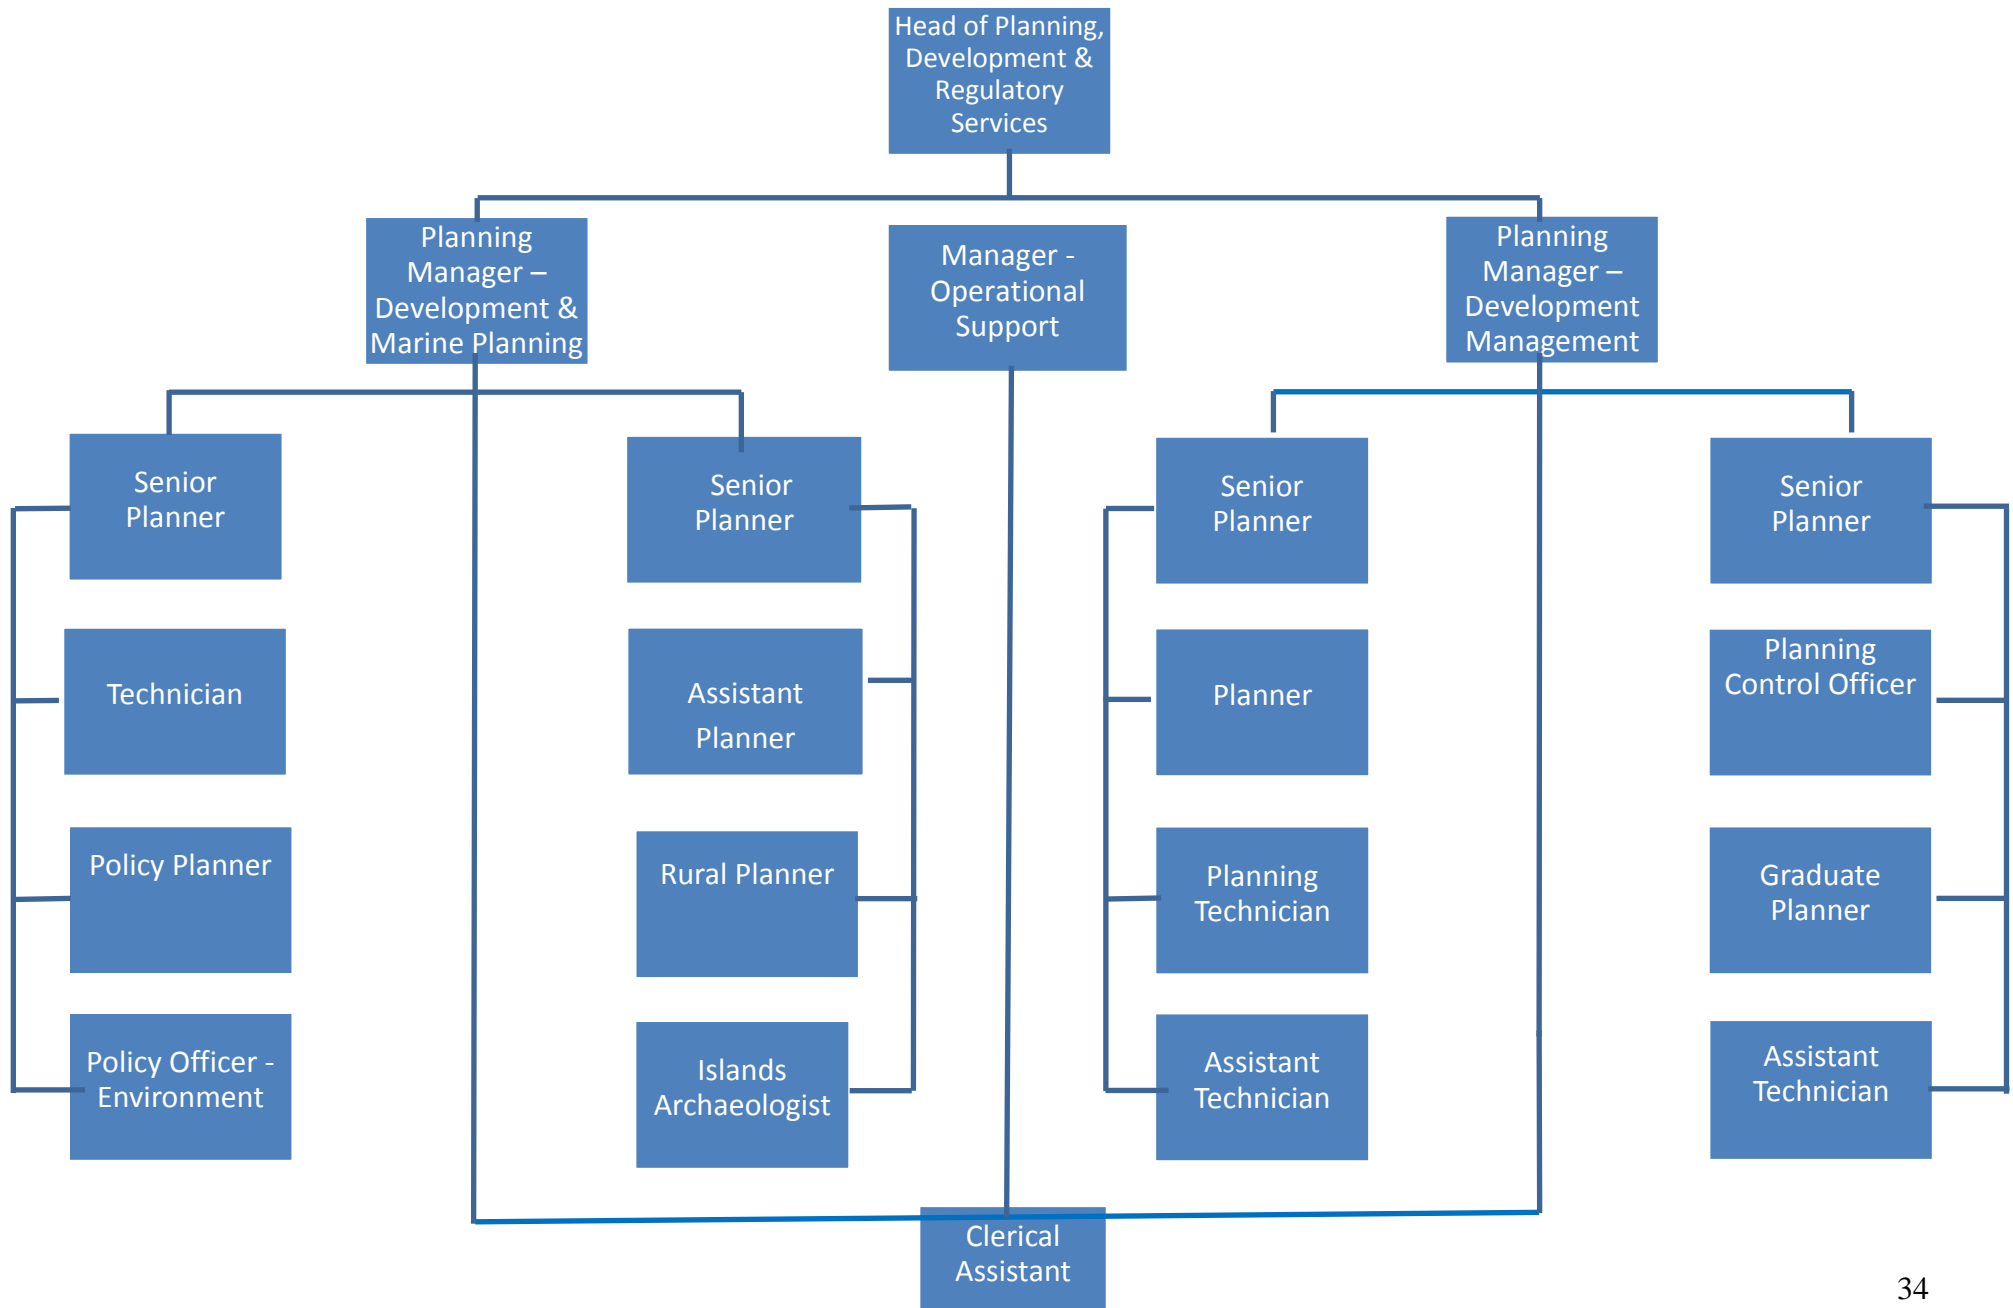 Head of Planning,
Development &
Regulatory
Services
Planning
Manager –
Development &
Marine Planning
Manager -
Operational
Support
Planning
Manager –
Development
Management
Senior
Planner
Senior
Planner
Senior
Planner
Senior
Planner
Technician
Assistant
Planner
Planner
Planning
Control Officer
Policy Planner
Rural Planner
Planning
Technician
Graduate
Planner
Policy Officer -
Environment
Islands
Archaeologist
Assistant
Technician
Assistant
Technician
Clerical
Assistant
34